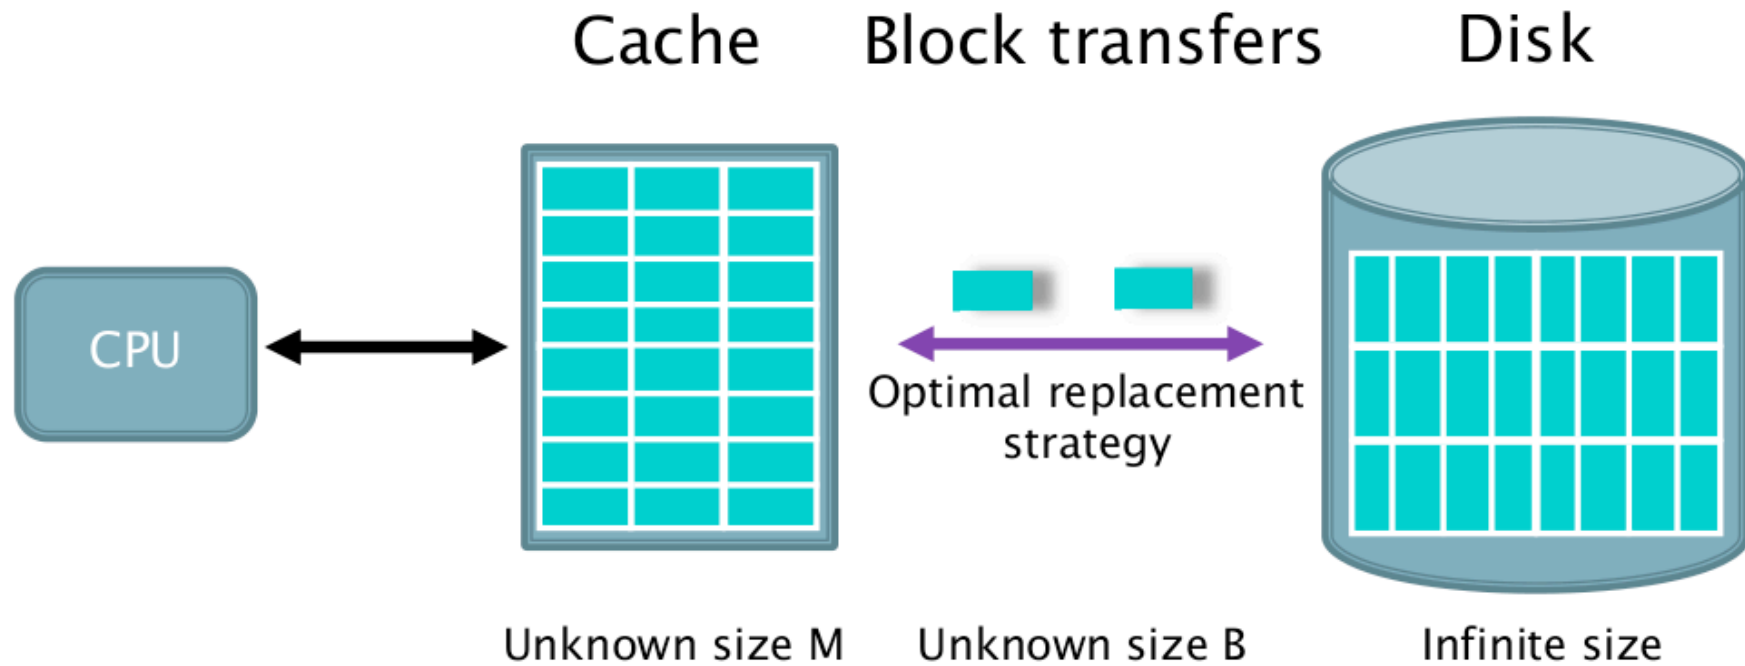 Cache
Block transfers
Disk
CPU
Optimal replacement
strategy
Unknown size M
Unknown size B
Infinite size